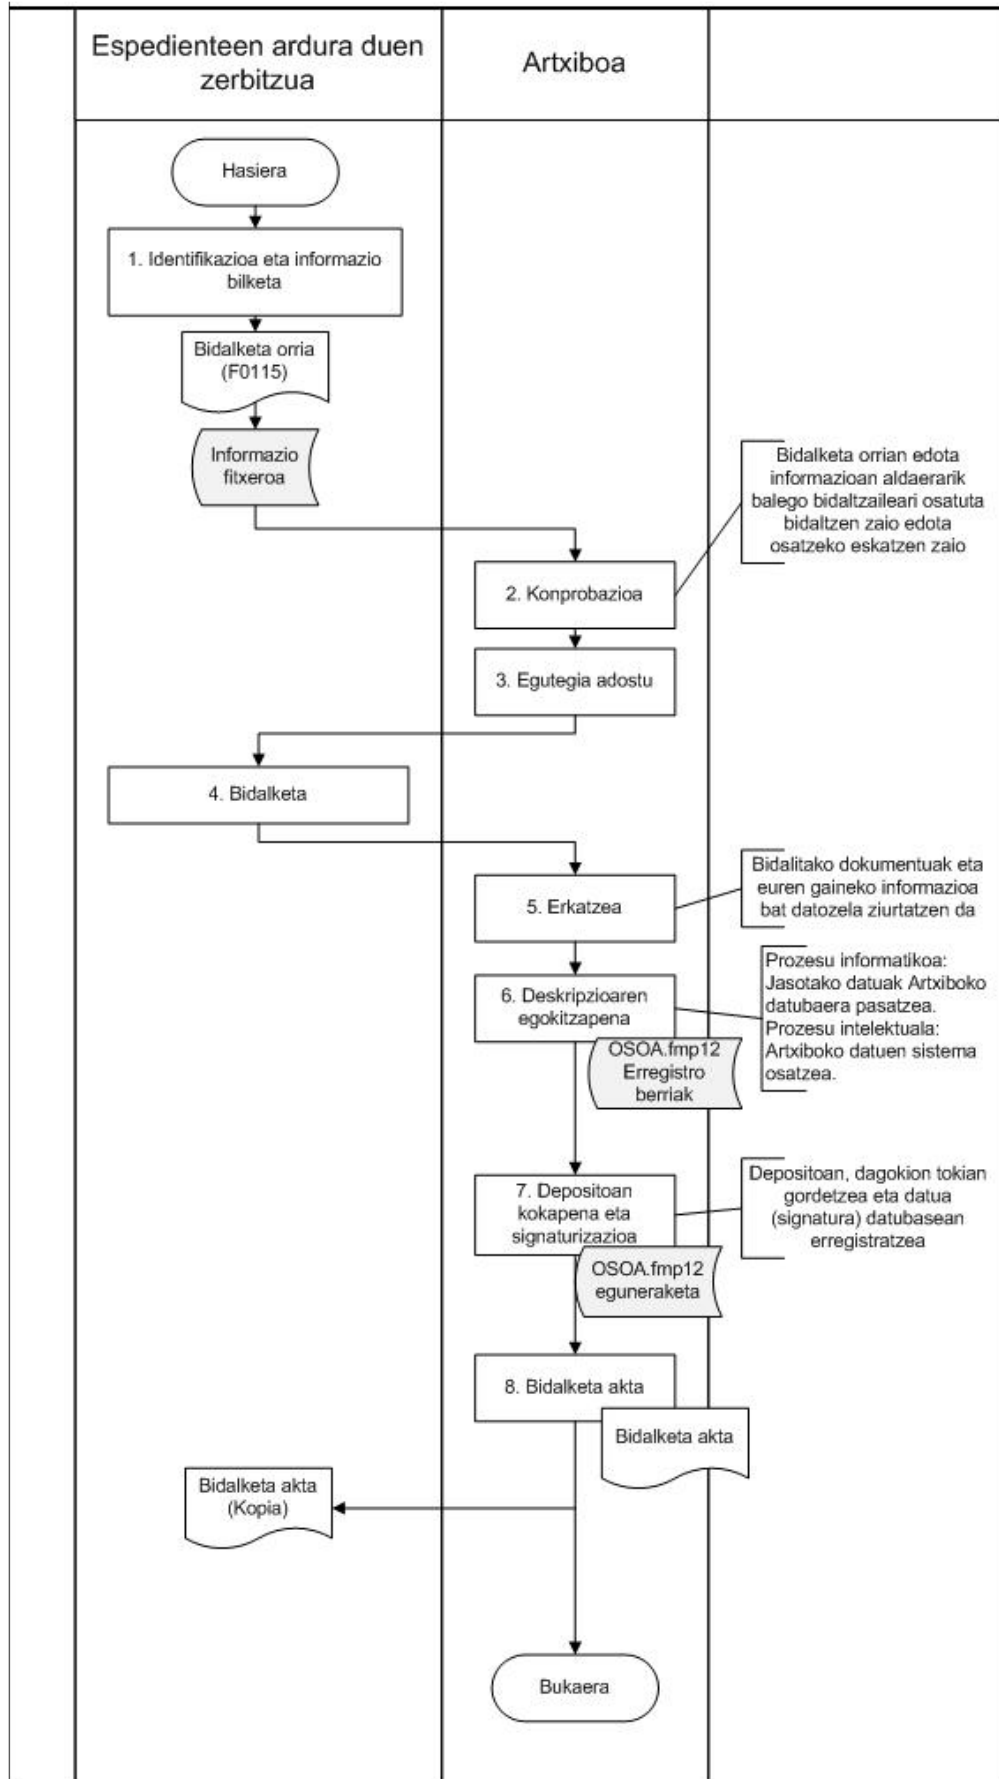 Espedienteen ardura duen
zerbitzua
Artxiboa
Hasiera
1. Identifikazioa eta informazio
bilketa
Bidalketa orria
(F0115)
Informazio
fitxeroa
Bidalketa orrian edota
informazioan aldaerarik
balego bidaltzaileari osatuta
bidaltzen zaio edota
osatzeko eskatzen zaio
2. Konprobazioa
3. Egutegia adostu
4. Bidalketa
5. Erkatzea
Bidalitako dokumentuak eta
euren gaineko informazioa
bat datozela ziurtatzen da
6. Deskripzioaren
egokitzapena
Prozesu informatikoa:
Jasotako datuak Artxiboko
datubaera pasatzea.
Prozesu intelektuala:
Artxiboko datuen sistema
osatzea.
OSOA.fmp12
Erregistro
berriak
7. Depositoan
kokapena eta
signaturizazioa
Depositoan, dagokion tokian
gordetzea eta datua
(signatura) datubasean
erregistratzea
OSOA.fmp12
eguneraketa
8. Bidalketa akta
Bidalketa akta
Bidalketa akta
(Kopia)
Bukaera